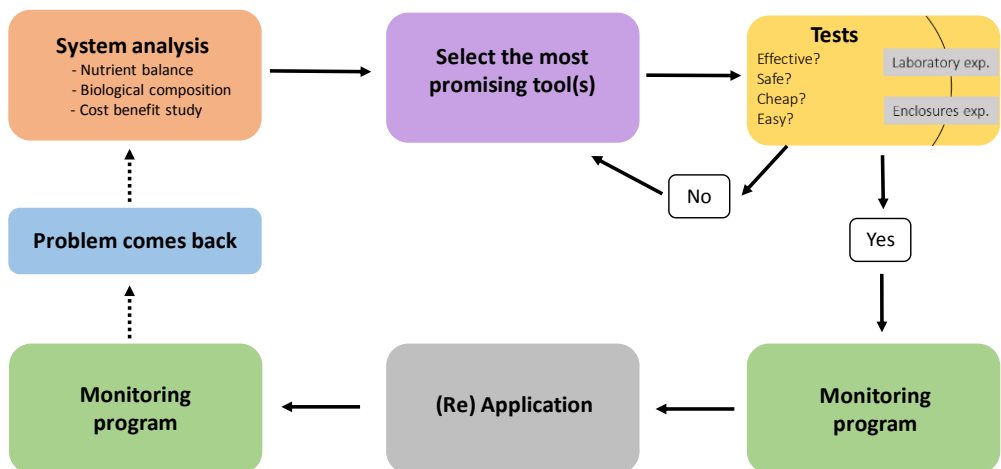 System analysis
- Nutrient balance
- Biological composition
- Cost benefit study
Select the most
promising tool(s)
Tests
Effective?
Safe?
Cheap?
Easy?
Laboratory exp.
Enclosures exp.
No
Yes
Problem comes back
Monitoring
program
(Re) Application
Monitoring
program